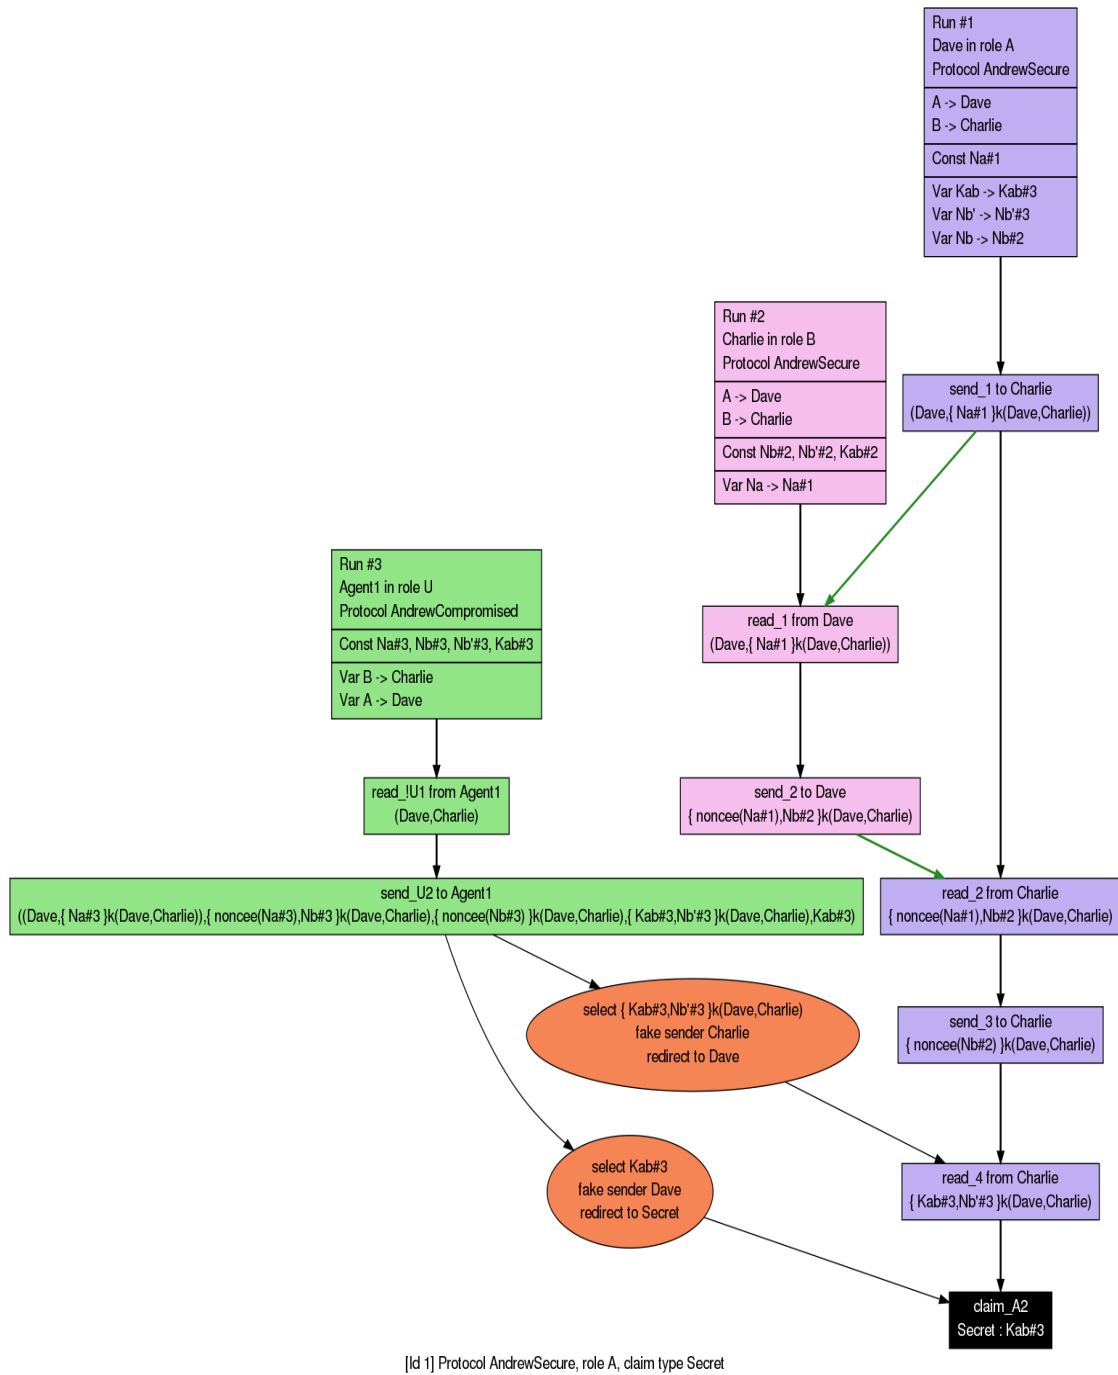 Run #1
Dave in role A
Protocol AndrewSecure
A -> Dave
B -> Charlie
Const Na#1
Var Kab -> Kab#3
Var Nb' -> Nb'#3
Var Nb -> Nb#2
Run #2
Charlie in role B
Protocol AndrewSecure
A -> Dave
B -> Charlie
Const Nb#2, Nb'#2, Kab#2
Var Na -> Na#1
send_1 to Charlie
(Dave,{ Na#1 }k(Dave,Charlie))
Run #3
Agent1 in role U
Protocol AndrewCompromised
Const Na#3, Nb#3, Nb'#3, Kab#3
Var B -> Charlie
Var A -> Dave
read_1 from Dave
(Dave,{ Na#1 }k(Dave,Charlie))
read_!U1 from Agent1
(Dave,Charlie)
send_2 to Dave
{ noncee(Na#1),Nb#2 }k(Dave,Charlie)
send_U2 to Agent1
((Dave,{ Na#3 }k(Dave,Charlie)),{ noncee(Na#3),Nb#3 }k(Dave,Charlie),{ noncee(Nb#3) }k(Dave,Charlie),{ Kab#3,Nb'#3 }k(Dave,Charlie),Kab#3)
read_2 from Charlie
{ noncee(Na#1),Nb#2 }k(Dave,Charlie)
select { Kab#3,Nb'#3 }k(Dave,Charlie)
fake sender Charlie
redirect to Dave
send_3 to Charlie
{ noncee(Nb#2) }k(Dave,Charlie)
select Kab#3
fake sender Dave
redirect to Secret
read_4 from Charlie
{ Kab#3,Nb'#3 }k(Dave,Charlie)
claim_A2
Secret : Kab#3
[Id 1] Protocol AndrewSecure, role A, claim type Secret